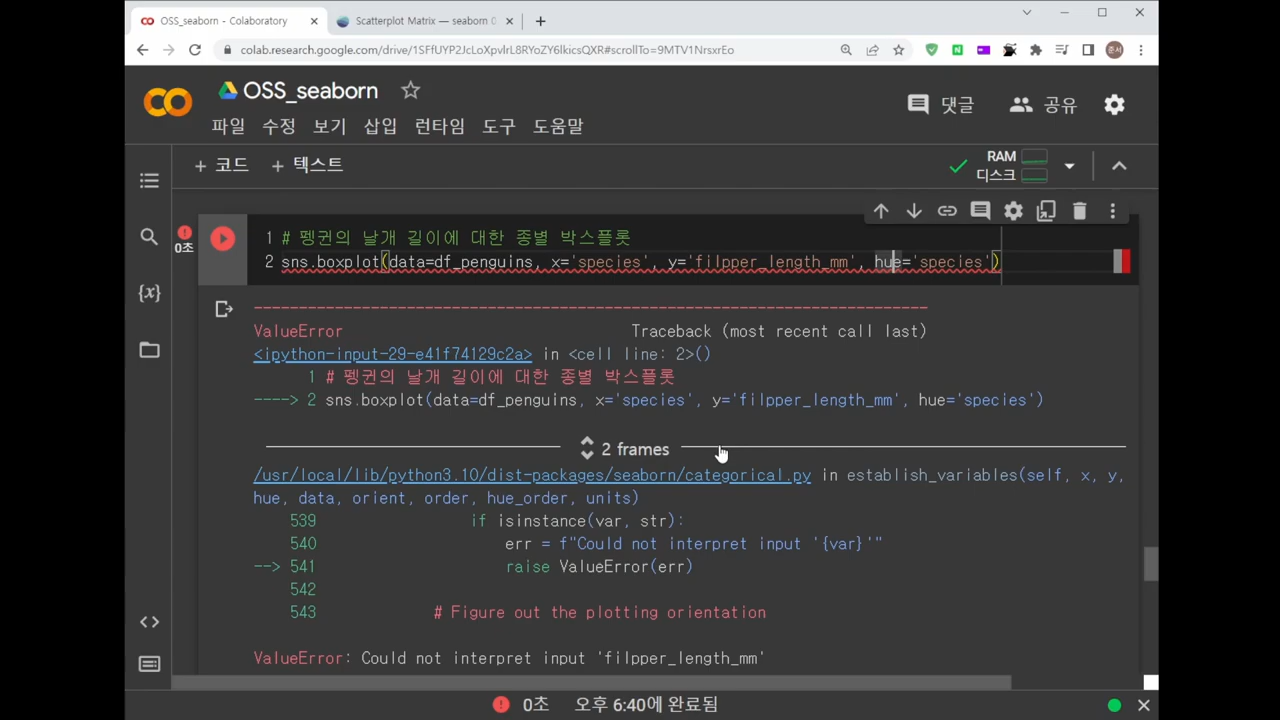 OSS_seaborn - Colaboratory
Scatterplot Matrix — seaborn 0
colab.research.google.com/drive/1SFfUYP2JcLoXpvlrL8RYoZY6lkicsQXR#scrollTo=9MTV1NrsxrEo
준서
OSS_seaborn
댓글
공유
파일 수정 보기 삽입 런타임 도구 도움말
+ 코드 + 텍스트
RAM
디스크
0초
1 # 펭귄의 날개 길이에 대한 종별 박스플롯
2 sns.boxplot(data=df_penguins, x='species', y='filpper_length_mm', hue='species')
ValueError Traceback (most recent call last)
<ipython-input-29-e41f74129c2a> in <cell line: 2>()
1 # 펭귄의 날개 길이에 대한 종별 박스플롯
----> 2 sns.boxplot(data=df_penguins, x='species', y='filpper_length_mm', hue='species')
2 frames
/usr/local/lib/python3.10/dist-packages/seaborn/categorical.py in establish_variables(self, x, y,
hue, data, orient, order, hue_order, units)
539 if isinstance(var, str):
540 err = f"Could not interpret input '{var}'"
--> 541 raise ValueError(err)
542
543 # Figure out the plotting orientation
ValueError: Could not interpret input 'filpper_length_mm'
0초 오후 6:40에 완료됨